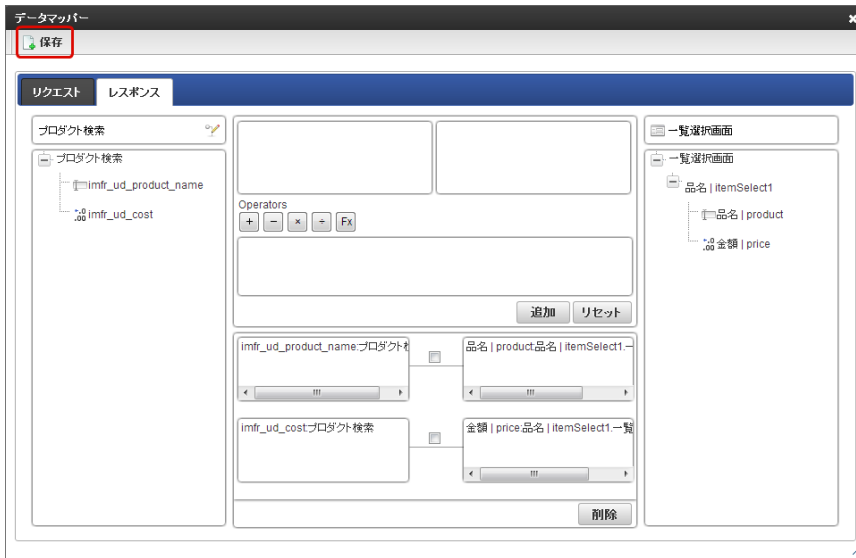 データマッパー
保存
リクエスト
レスポンス
プロダクト検索
プロダクト検索
imfr_ud_product_name
imfr_ud_cost
Operators
+ − × ÷ Fx
追加
リセット
imfr_ud_product_name:プロダクト検
品名 | product:品名 | itemSelect1.一
imfr_ud_cost:プロダクト検索
金額 | price:品名 | itemSelect1.一覧
削除
一覧選択画面
一覧選択画面
品名 | itemSelect1
品名 | product
金額 | price